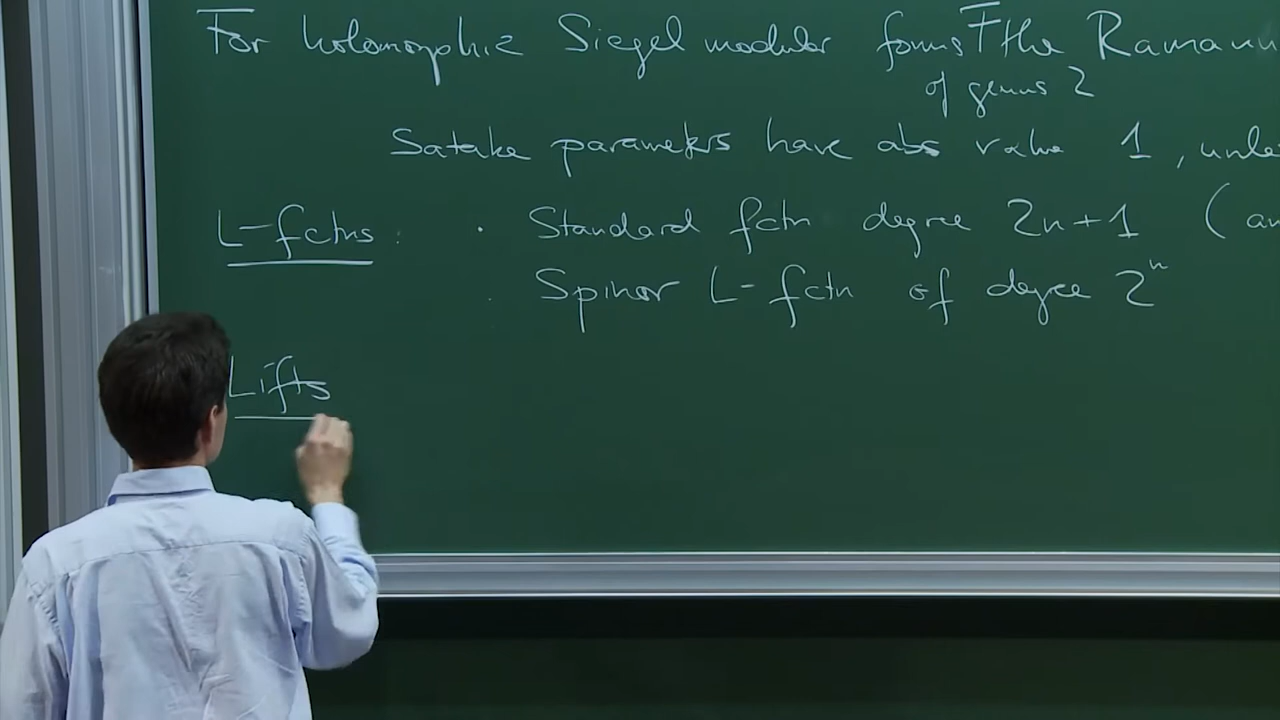 For holomorphic Siegel modular forms F the Ramanu
of genus 2
Satake parameters have abs value 1, unle
L-fctns: · Standard fctn degree 2n+1 (an
· Spinor L-fctn of degree 2ⁿ
Lifts